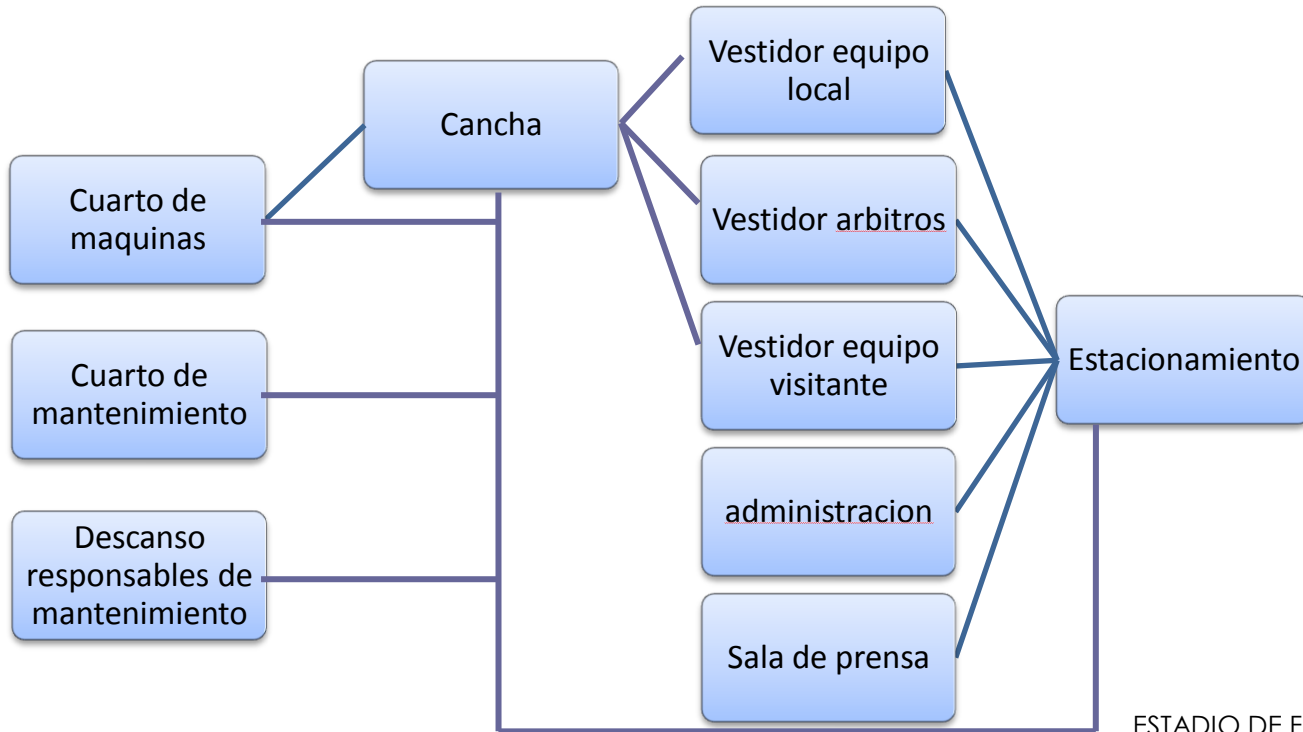 Vestidor equipo
local
Cancha
Cuarto de
maquinas
Vestidor arbitros
Vestidor equipo
visitante
Estacionamiento
Cuarto de
mantenimiento
administracion
Descanso
responsables de
mantenimiento
Sala de prensa
ESTADIO DE